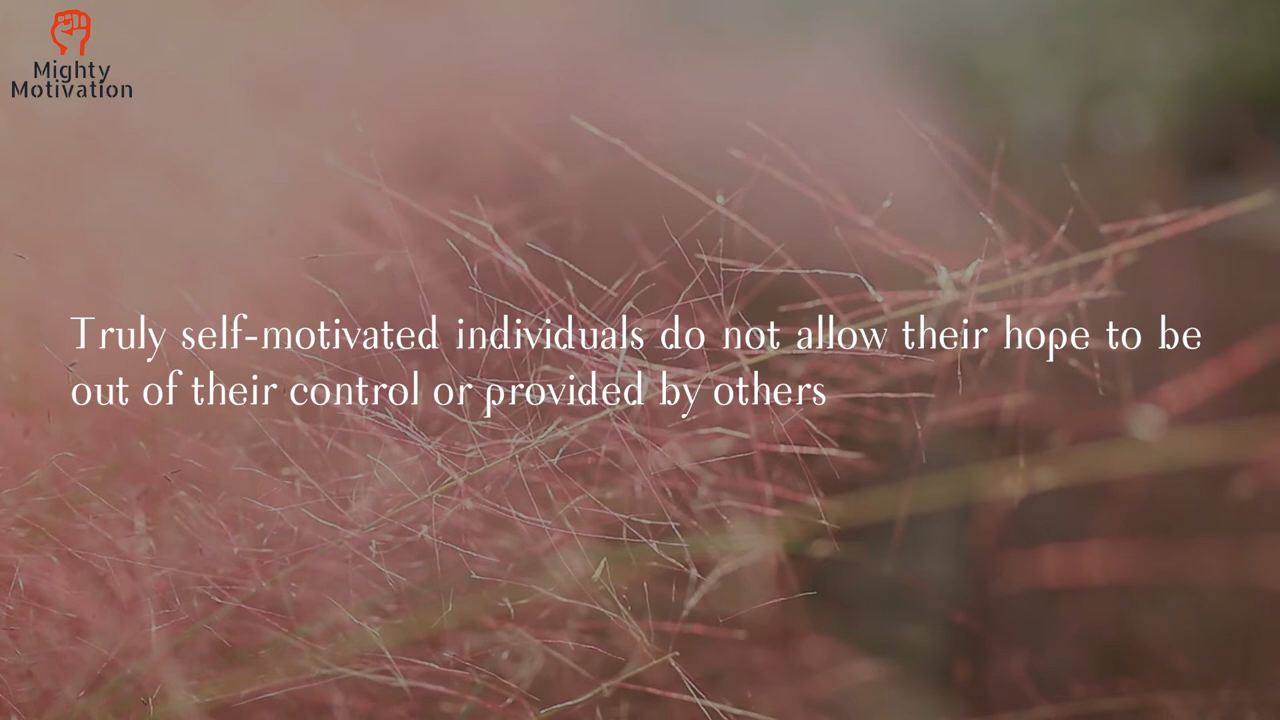 Mighty
Motivation
Truly self-motivated individuals do not allow their hope to be
out of their control or provided by others